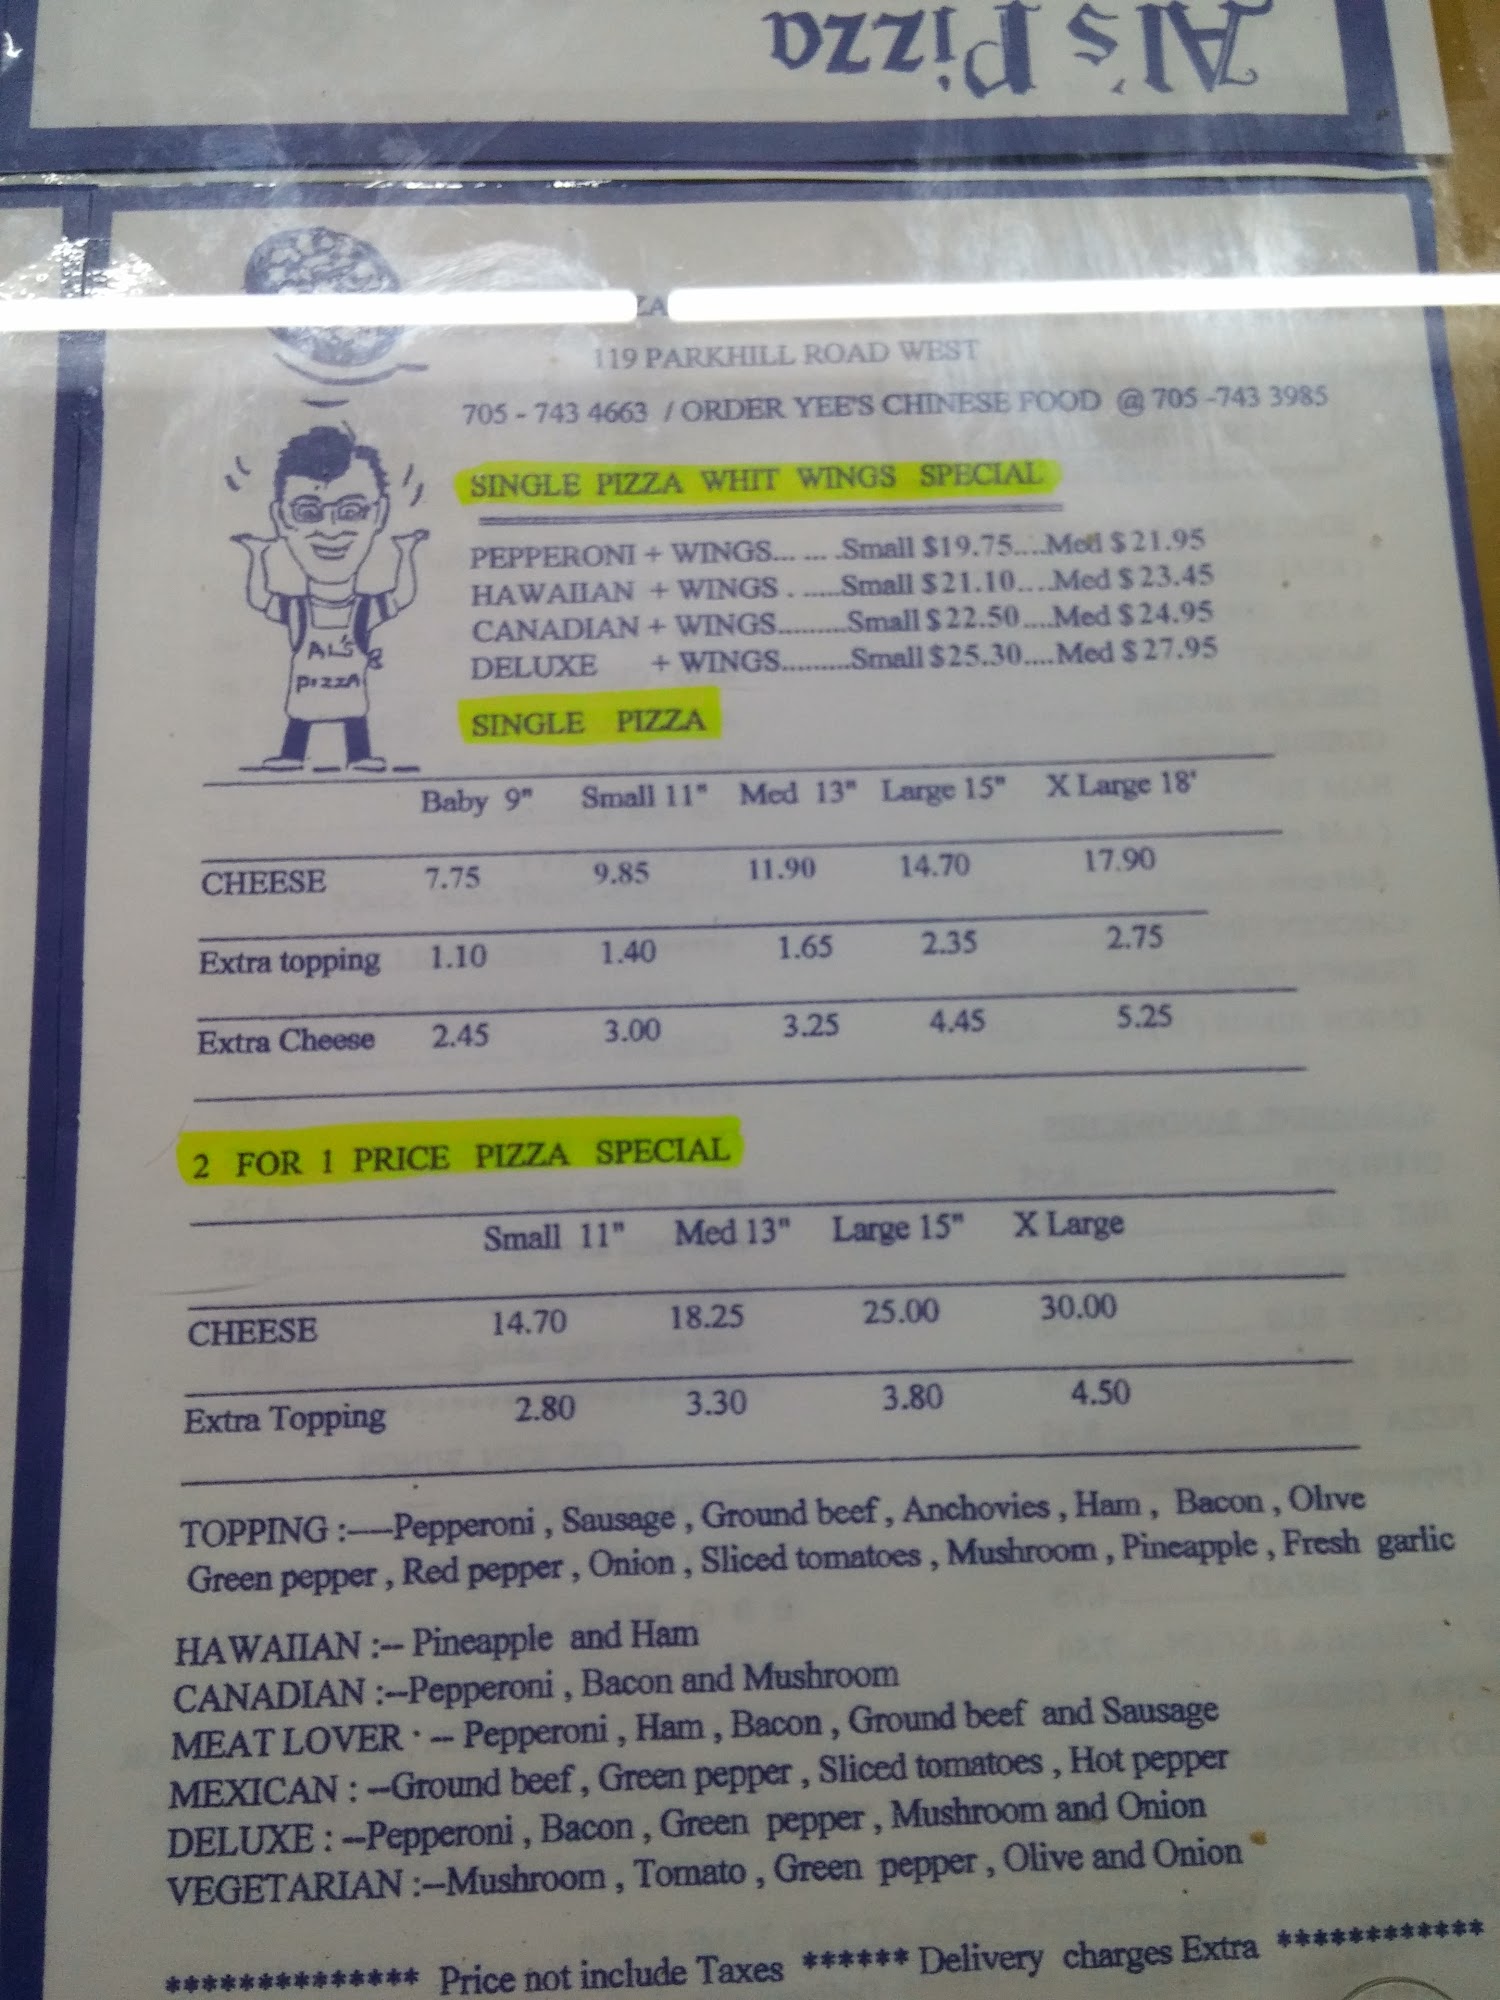 Al's Pizza
ZA
119 PARKHILL ROAD WEST
705 - 743 4663 / ORDER YEE'S CHINESE FOOD @ 705 -743 3985
SINGLE PIZZA WHIT WINGS SPECIAL
PEPPERONI + WINGS... ... .Small $19.75....Med $21.95
HAWAIIAN + WINGS . ......Small $21.10....Med $23.45
CANADIAN + WINGS..........Small $22.50....Med $24.95
DELUXE + WINGS..........Small $25.30....Med $27.95
AL'S
PIZZA
SINGLE PIZZA
Baby 9" Small 11" Med 13" Large 15" X Large 18'
CHEESE 7.75 9.85 11.90 14.70 17.90
Extra topping 1.10 1.40 1.65 2.35 2.75
Extra Cheese 2.45 3.00 3.25 4.45 5.25
2 FOR 1 PRICE PIZZA SPECIAL
Small 11" Med 13" Large 15" X Large
CHEESE 14.70 18.25 25.00 30.00
Extra Topping 2.80 3.30 3.80 4.50
TOPPING :----Pepperoni , Sausage , Ground beef , Anchovies , Ham , Bacon , Olive
Green pepper , Red pepper , Onion , Sliced tomatoes , Mushroom , Pineapple , Fresh garlic
HAWAIIAN :-- Pineapple and Ham
CANADIAN :--Pepperoni , Bacon and Mushroom
MEAT LOVER : -- Pepperoni , Ham , Bacon , Ground beef and Sausage
MEXICAN : --Ground beef , Green pepper , Sliced tomatoes , Hot pepper
DELUXE : --Pepperoni , Bacon , Green pepper , Mushroom and Onion
VEGETARIAN :--Mushroom , Tomato , Green pepper , Olive and Onion
************** Price not include Taxes ****** Delivery charges Extra ************